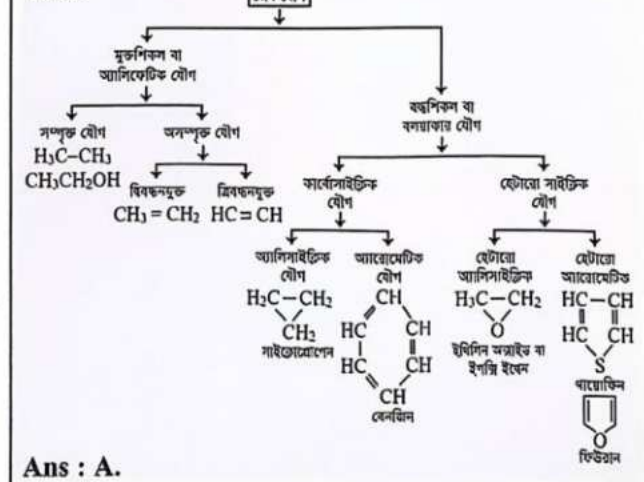 মুক্তশিকল বা
অ্যালিফেটিক যৌগ
বদ্ধশিকল বা
বলয়াকার যৌগ
সম্পৃক্ত যৌগ
অসম্পৃক্ত যৌগ
H₃C–CH₃
CH₃CH₂OH
দ্বিবন্ধনযুক্ত
ত্রিবন্ধনযুক্ত
CH₃=CH₂ HC=CH
কার্বোসাইক্লিক
যৌগ
হেটারো সাইক্লিক
যৌগ
অ্যালিসাইক্লিক
যৌগ
অ্যারোমেটিক
যৌগ
হেটারো
অ্যালিসাইক্লিক
হেটারো
অ্যারোমেটিক
H₂C–CH₂
CH₂
সাইক্লোপ্রোপেন
CH
HC CH
HC CH
CH
বেনজিন
H₃C–CH₂
O
ইথিলিন অক্সাইড বা
ইপক্সি ইথেন
HC–CH
HC CH
S
থায়োফিন
O
ফিউরান
Ans : A.